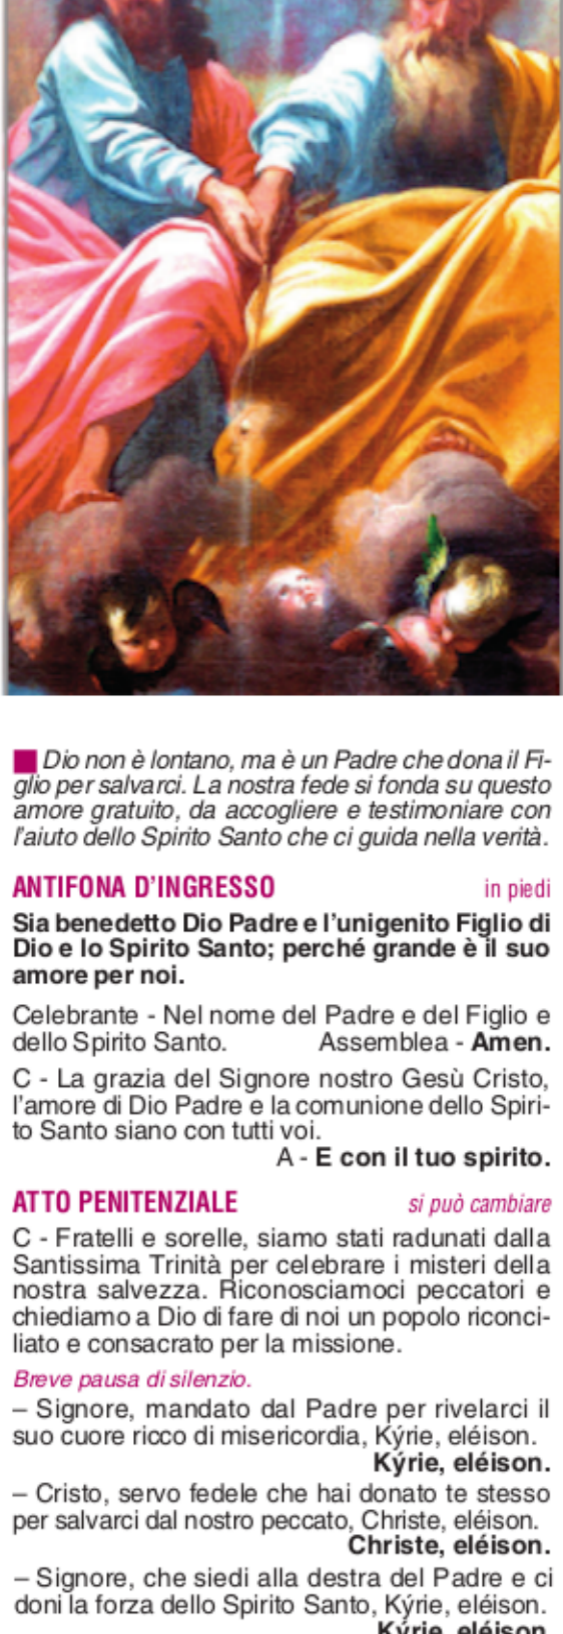 Dio non è lontano, ma è un Padre che dona il Fi-
glio per salvarci. La nostra fede si fonda su questo
amore gratuito, da accogliere e testimoniare con
l'aiuto dello Spirito Santo che ci guida nella verità.
ANTIFONA D'INGRESSO in piedi
Sia benedetto Dio Padre e l'unigenito Figlio di
Dio e lo Spirito Santo; perché grande è il suo
amore per noi.
Celebrante - Nel nome del Padre e del Figlio e
dello Spirito Santo. Assemblea - Amen.
C - La grazia del Signore nostro Gesù Cristo,
l'amore di Dio Padre e la comunione dello Spiri-
to Santo siano con tutti voi.
A - E con il tuo spirito.
ATTO PENITENZIALE si può cambiare
C - Fratelli e sorelle, siamo stati radunati dalla
Santissima Trinità per celebrare i misteri della
nostra salvezza. Riconosciamoci peccatori e
chiediamo a Dio di fare di noi un popolo riconci-
liato e consacrato per la missione.
Breve pausa di silenzio.
– Signore, mandato dal Padre per rivelarci il
suo cuore ricco di misericordia, Kýrie, eléison.
Kýrie, eléison.
– Cristo, servo fedele che hai donato te stesso
per salvarci dal nostro peccato, Christe, eléison.
Christe, eléison.
– Signore, che siedi alla destra del Padre e ci
doni la forza dello Spirito Santo, Kýrie, eléison.
Kýrie, eléison.